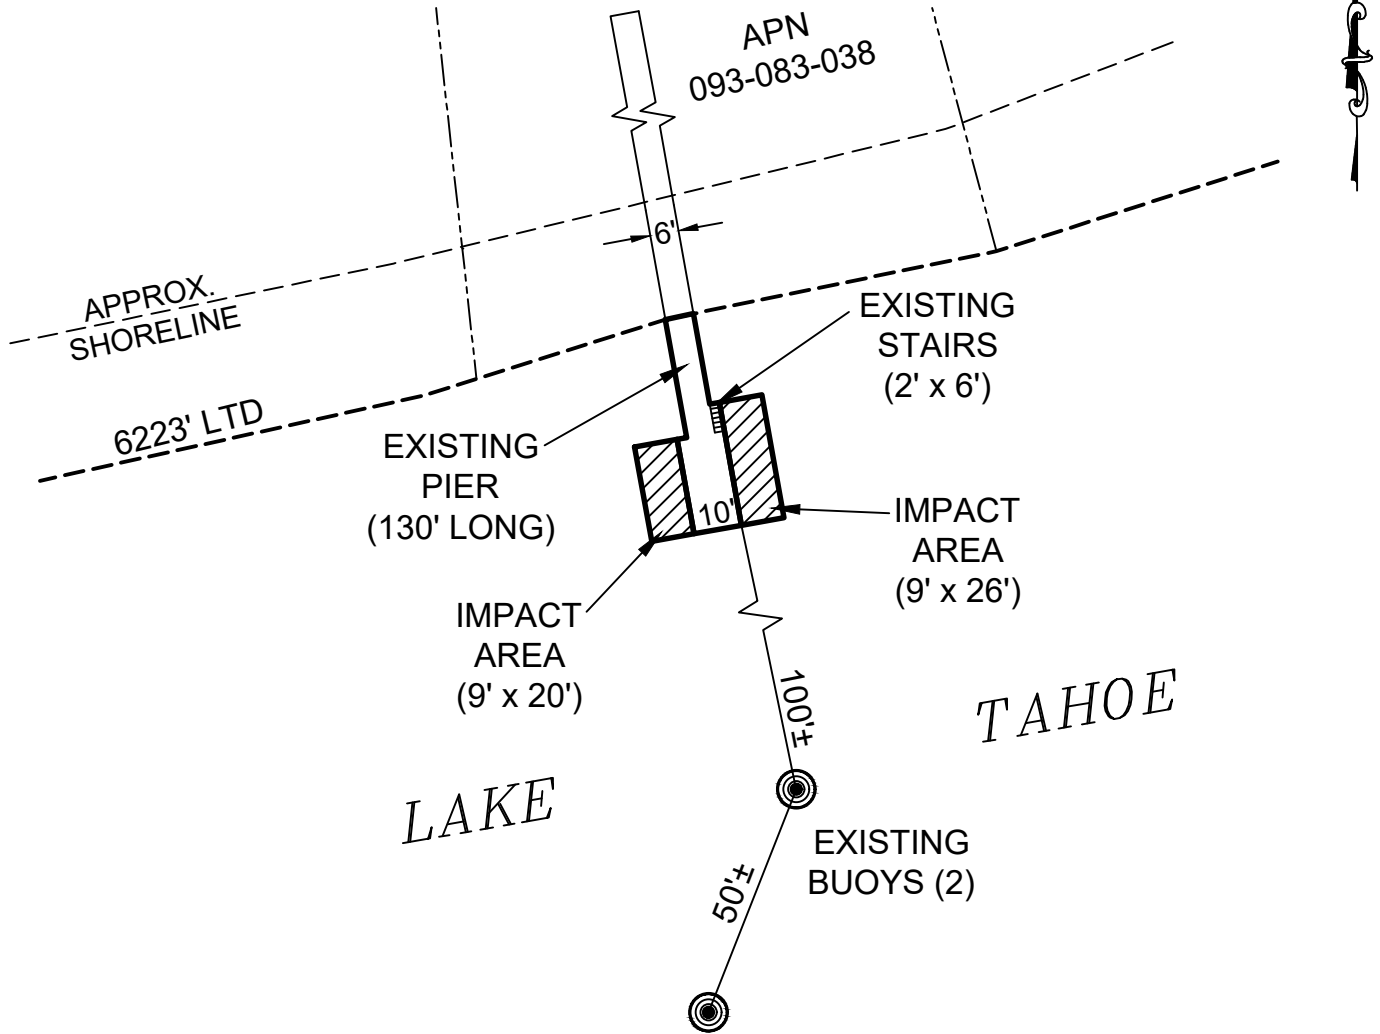 APN
093-083-038
6'
APPROX.
SHORELINE
EXISTING
STAIRS
(2' x 6')
6223' LTD
EXISTING
PIER
(130' LONG)
10'
IMPACT
AREA
(9' x 26')
IMPACT
AREA
(9' x 20')
100'±
LAKE TAHOE
EXISTING
BUOYS (2)
50'±